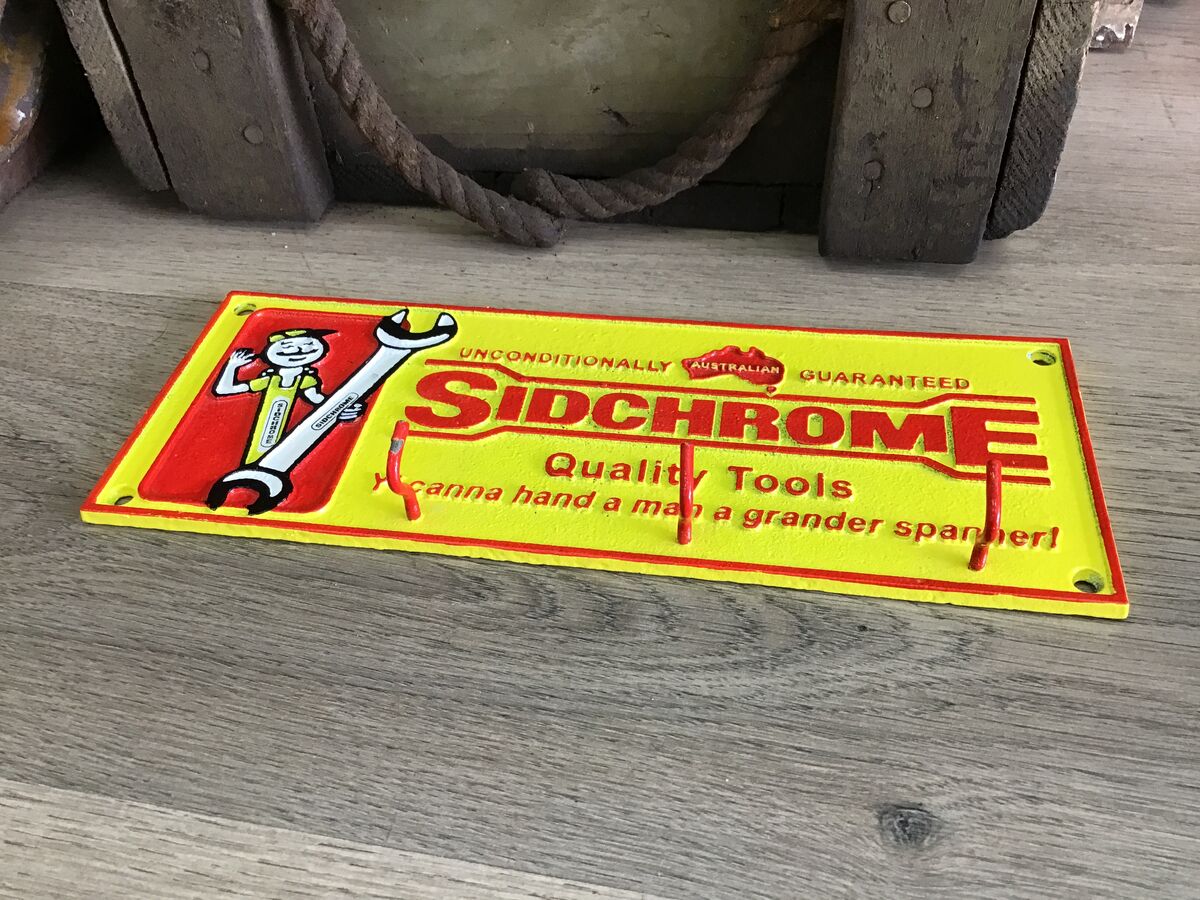 UNCONDITIONALLY AUSTRALIAN GUARANTEED
SIDCHROME
Quality Tools
Y' canna hand a man a grander spanner!
SIDCHROME
SIDCHROME